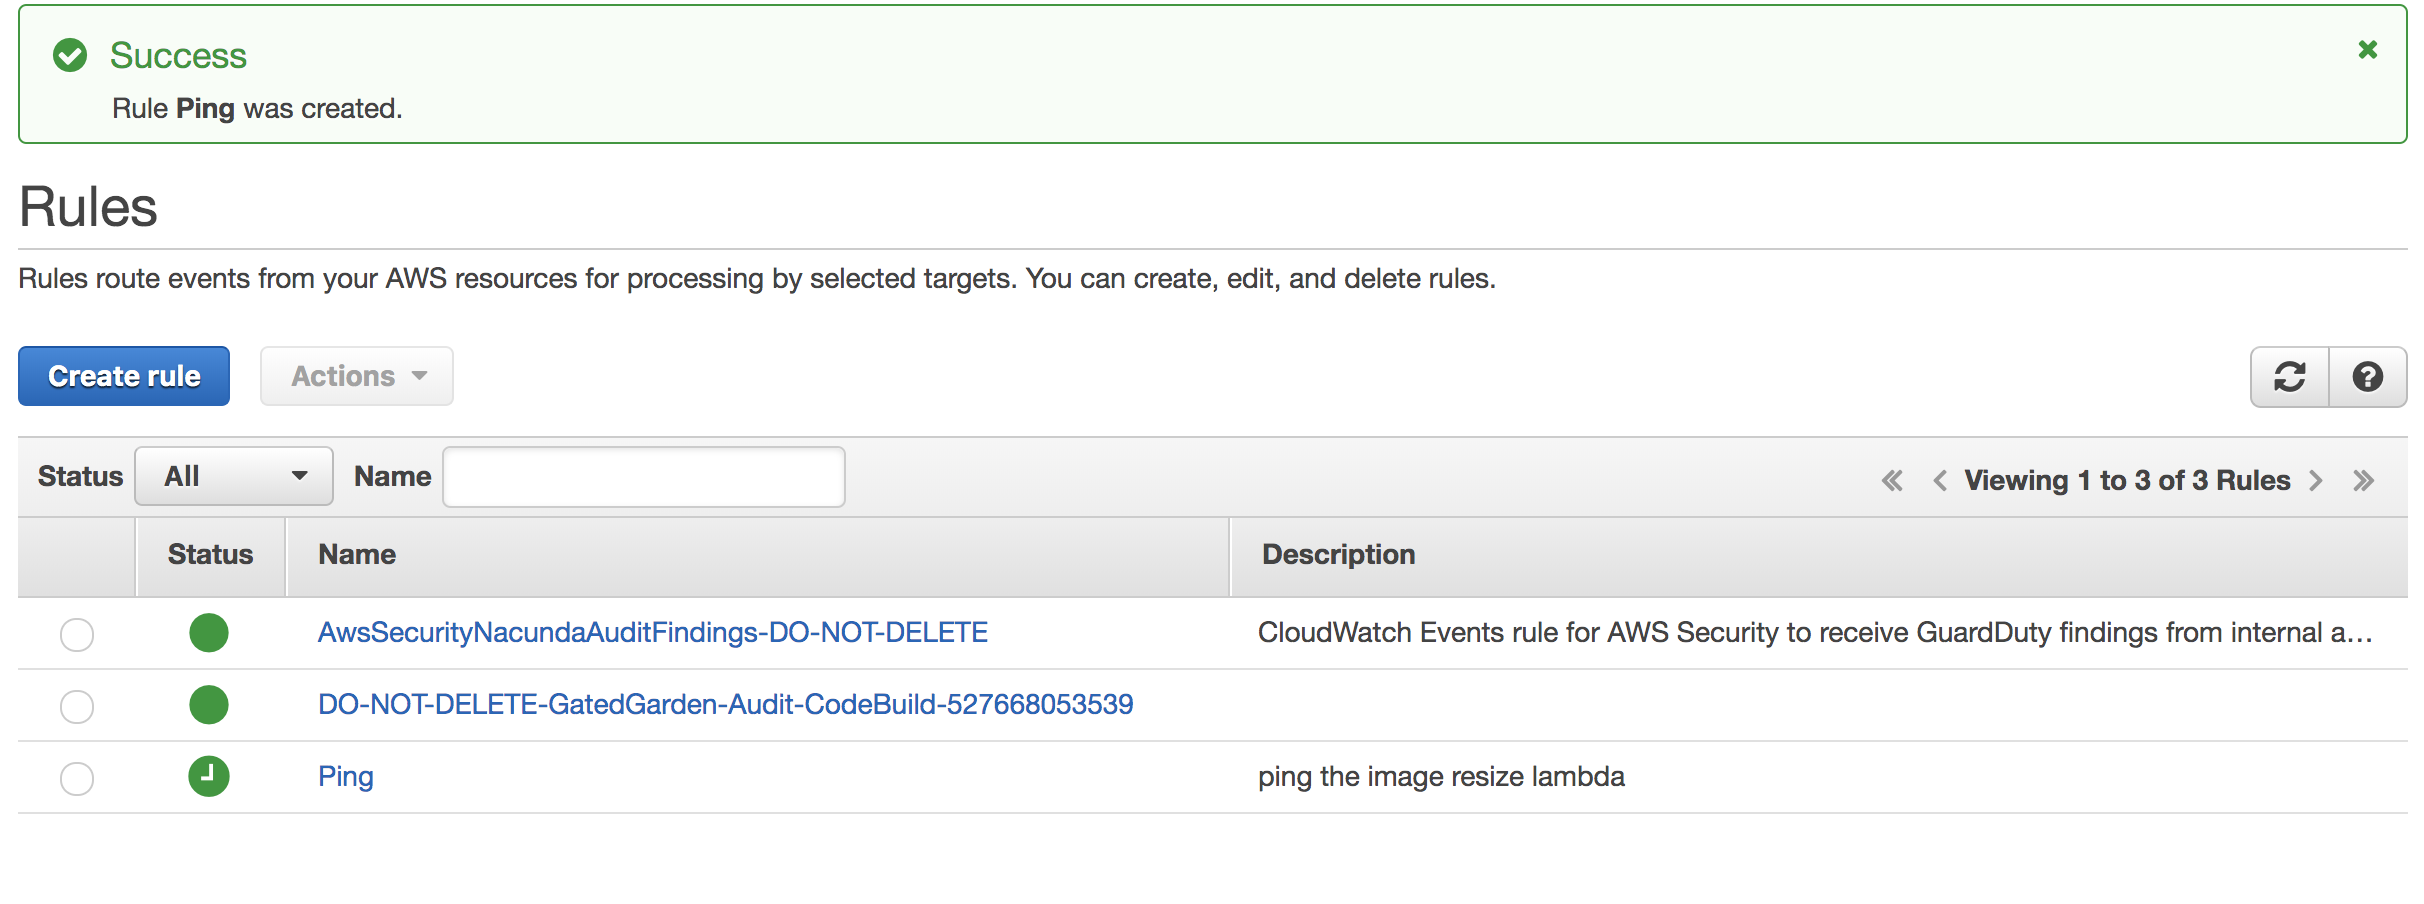 Success
Rule Ping was created.
Rules
Rules route events from your AWS resources for processing by selected targets. You can create, edit, and delete rules.
Create rule Actions
Status All Name Viewing 1 to 3 of 3 Rules
Status Name Description
AwsSecurityNacundaAuditFindings-DO-NOT-DELETE CloudWatch Events rule for AWS Security to receive GuardDuty findings from internal a...
DO-NOT-DELETE-GatedGarden-Audit-CodeBuild-527668053539
Ping ping the image resize lambda